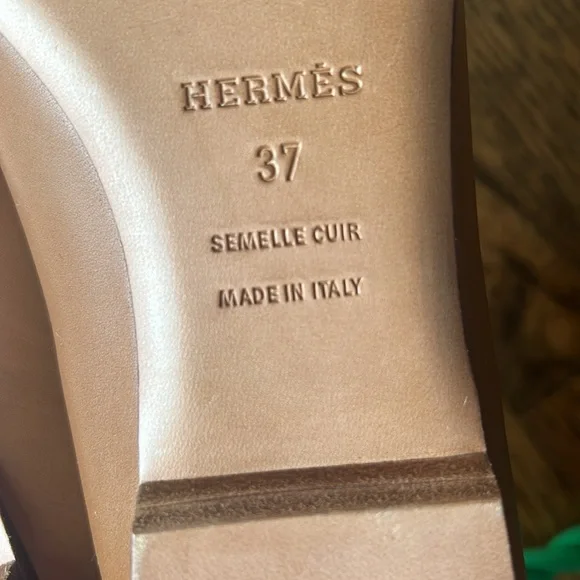 HERMÈS
37
SEMELLE CUIR
MADE IN ITALY